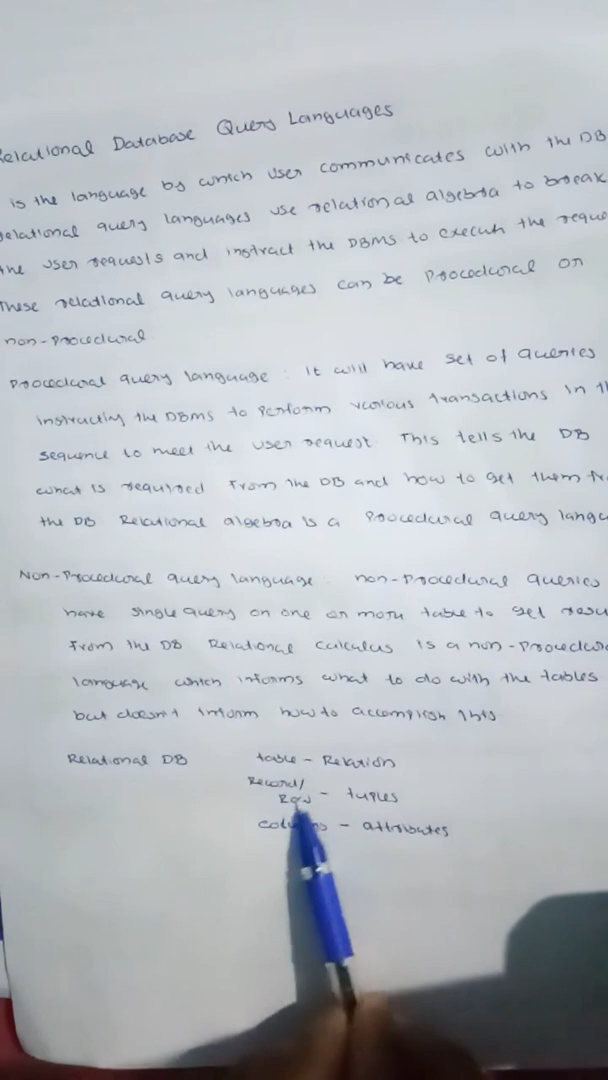 Relational Database Query Languages
is the language by which user communicates with the DB
relational query languages use relational algebra to break
the user requests and instruct the DBMS to execute the reque
These relational query languages can be Procedural or
non-Procedural
Procedural query language : it will have set of queries
instructing the DBMS to perform various transactions in th
sequence to meet the user request This tells the DB
what is required from the DB and how to get them fr
the DB Relational algebra is a Procedural query langu
Non-Procedural query language : non-Procedural queries
have single query on one or more table to get resu
From the DB Relational calculus is a non-Procedura
language which informs what to do with the tables
but doesn't inform how to accomplish this
Relational DB table - Relation
Record/
Row - tuples
- attributes